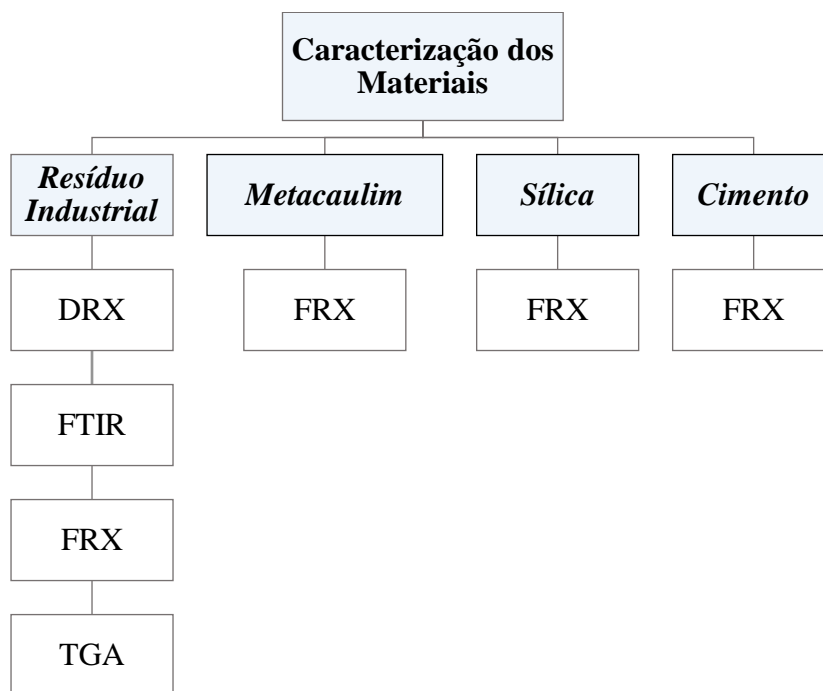 Caracterização dos
Materiais
Resíduo
Industrial
Metacaulim
Sílica
Cimento
DRX
FRX
FRX
FRX
FTIR
FRX
TGA